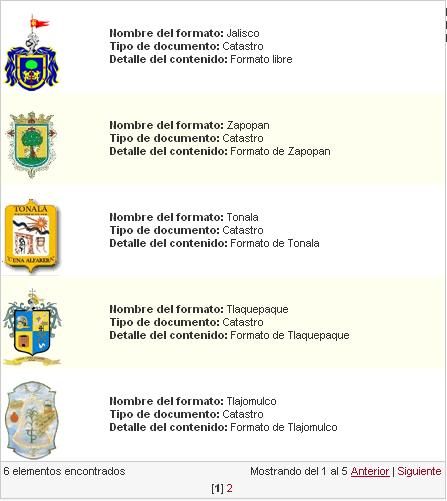 Nombre del formato: Jalisco
Tipo de documento: Catastro
Detalle del contenido: Formato libre
Nombre del formato: Zapopan
Tipo de documento: Catastro
Detalle del contenido: Formato de Zapopan
TONALA
CUNA ALFARERA
Nombre del formato: Tonala
Tipo de documento: Catastro
Detalle del contenido: Formato de Tonala
Nombre del formato: Tlaquepaque
Tipo de documento: Catastro
Detalle del contenido: Formato de Tlaquepaque
Nombre del formato: Tlajomulco
Tipo de documento: Catastro
Detalle del contenido: Formato de Tlajomulco
6 elementos encontrados Mostrando del 1 al 5 Anterior | Siguiente
[1] 2